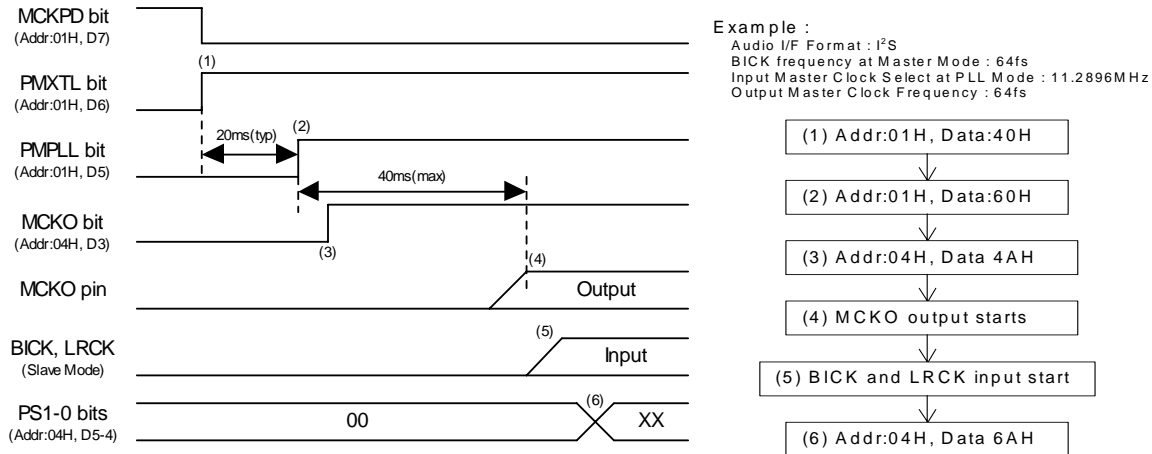 MCKPD bit
(Addr:01H, D7)
(1)
PMXTL bit
(Addr:01H, D6)
20ms(typ)
(2)
PMPLL bit
(Addr:01H, D5)
40ms(max)
MCKO bit
(Addr:04H, D3)
(3)
(4)
MCKO pin
Output
(5)
BICK, LRCK
(Slave Mode)
Input
(6)
PS1-0 bits
(Addr:04H, D5-4)
00
XX
Example :
Audio I/F Format : I²S
BICK frequency at Master Mode : 64fs
Input Master Clock Select at PLL Mode : 11.2896MHz
Output Master Clock Frequency : 64fs
(1) Addr:01H, Data:40H
(2) Addr:01H, Data:60H
(3) Addr:04H, Data 4AH
(4) MCKO output starts
(5) BICK and LRCK input start
(6) Addr:04H, Data 6AH